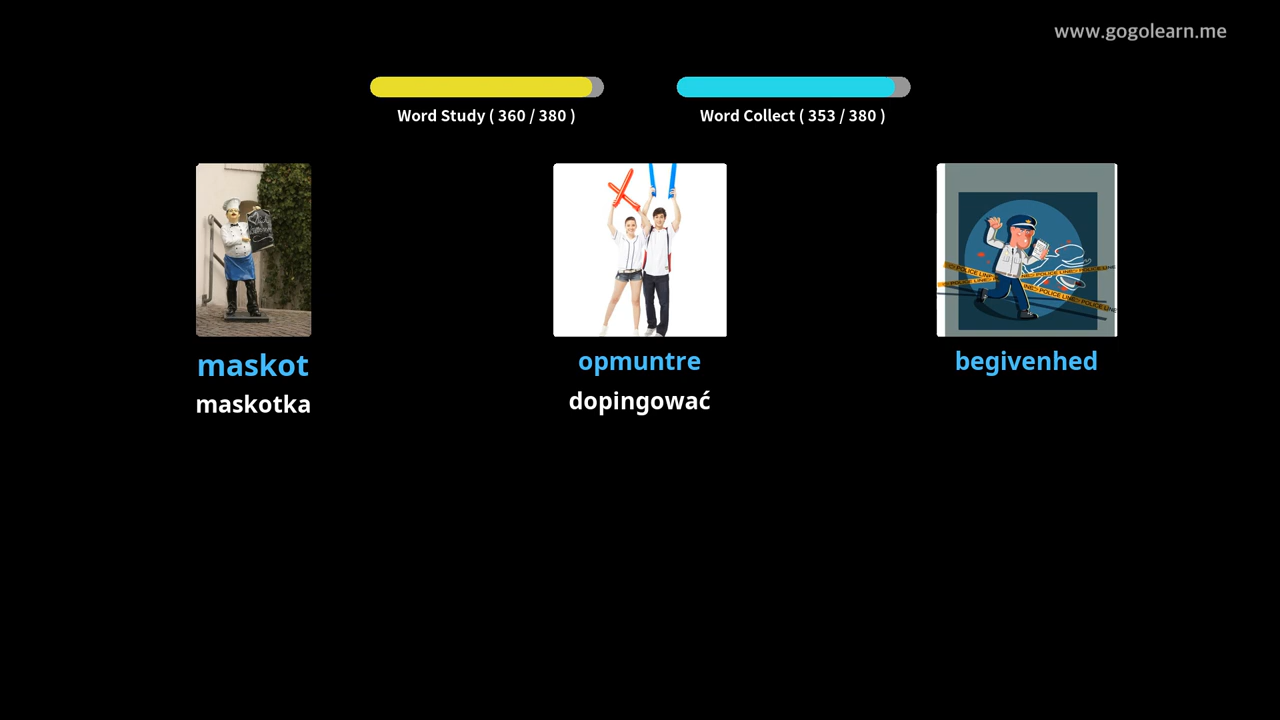 www.gogolearn.me
Word Study ( 360 / 380 )
Word Collect ( 353 / 380 )
maskot
opmuntre
begivenhed
maskotka
dopingować